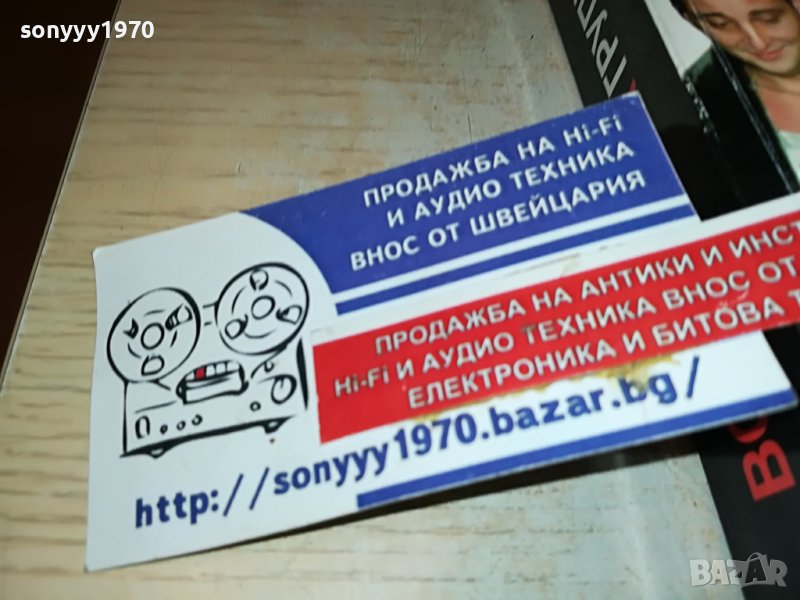 sonyyy1970
ПРОДАЖБА НА Hi-Fi
И АУДИО ТЕХНИКА
ВНОС ОТ ШВЕЙЦАРИЯ
ПРОДАЖБА НА АНТИКИ И ИНСТ
Hi-Fi И АУДИО ТЕХНИКА ВНОС ОТ
ЕЛЕКТРОНИКА И БИТОВА Т
http://sonyyy1970.bazar.bg/
BAZAR